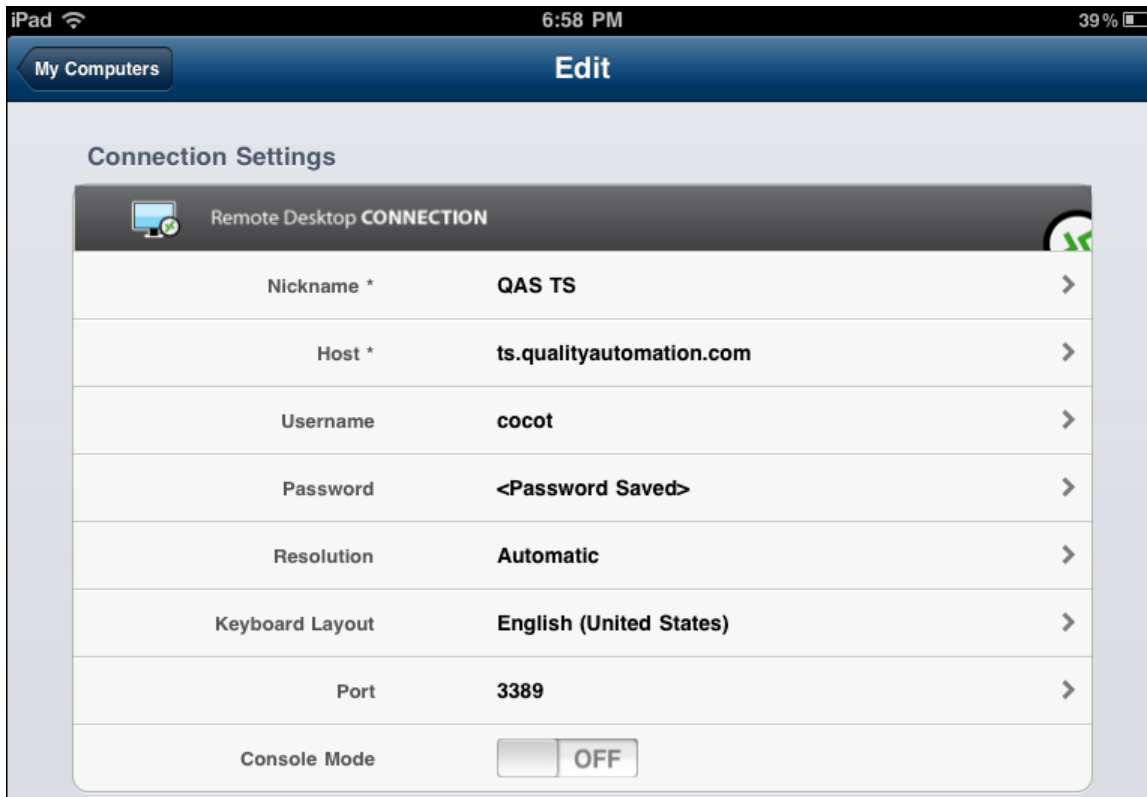 iPad 6:58 PM 39%
My Computers Edit
Connection Settings
Remote Desktop CONNECTION
Nickname * QAS TS
Host * ts.qualityautomation.com
Username cocot
Password <Password Saved>
Resolution Automatic
Keyboard Layout English (United States)
Port 3389
Console Mode OFF